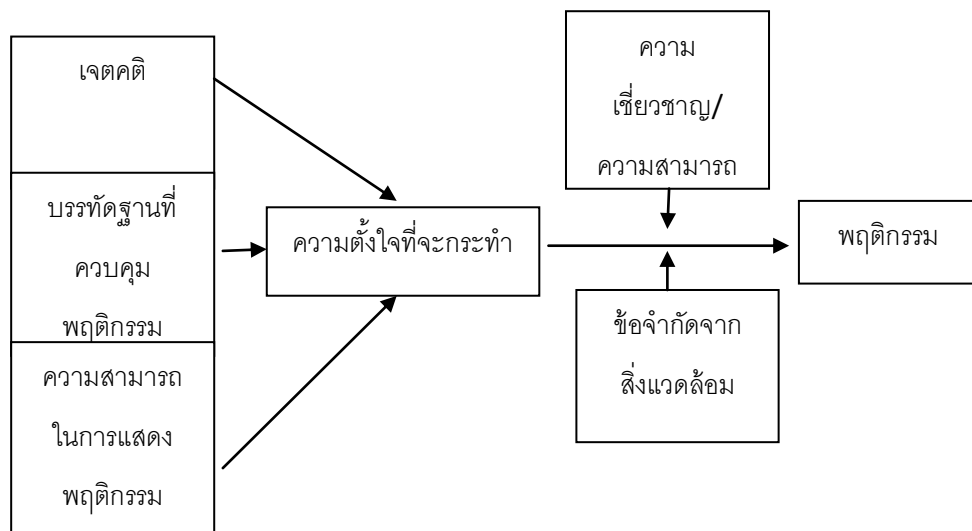 เจตคติ
บรรทัดฐานที่
ควบคุม
พฤติกรรม
ความสามารถ
ในการแสดง
พฤติกรรม
ความตั้งใจที่จะกระทำ
ความ
เชี่ยวชาญ/
ความสามารถ
ข้อจำกัดจาก
สิ่งแวดล้อม
พฤติกรรม